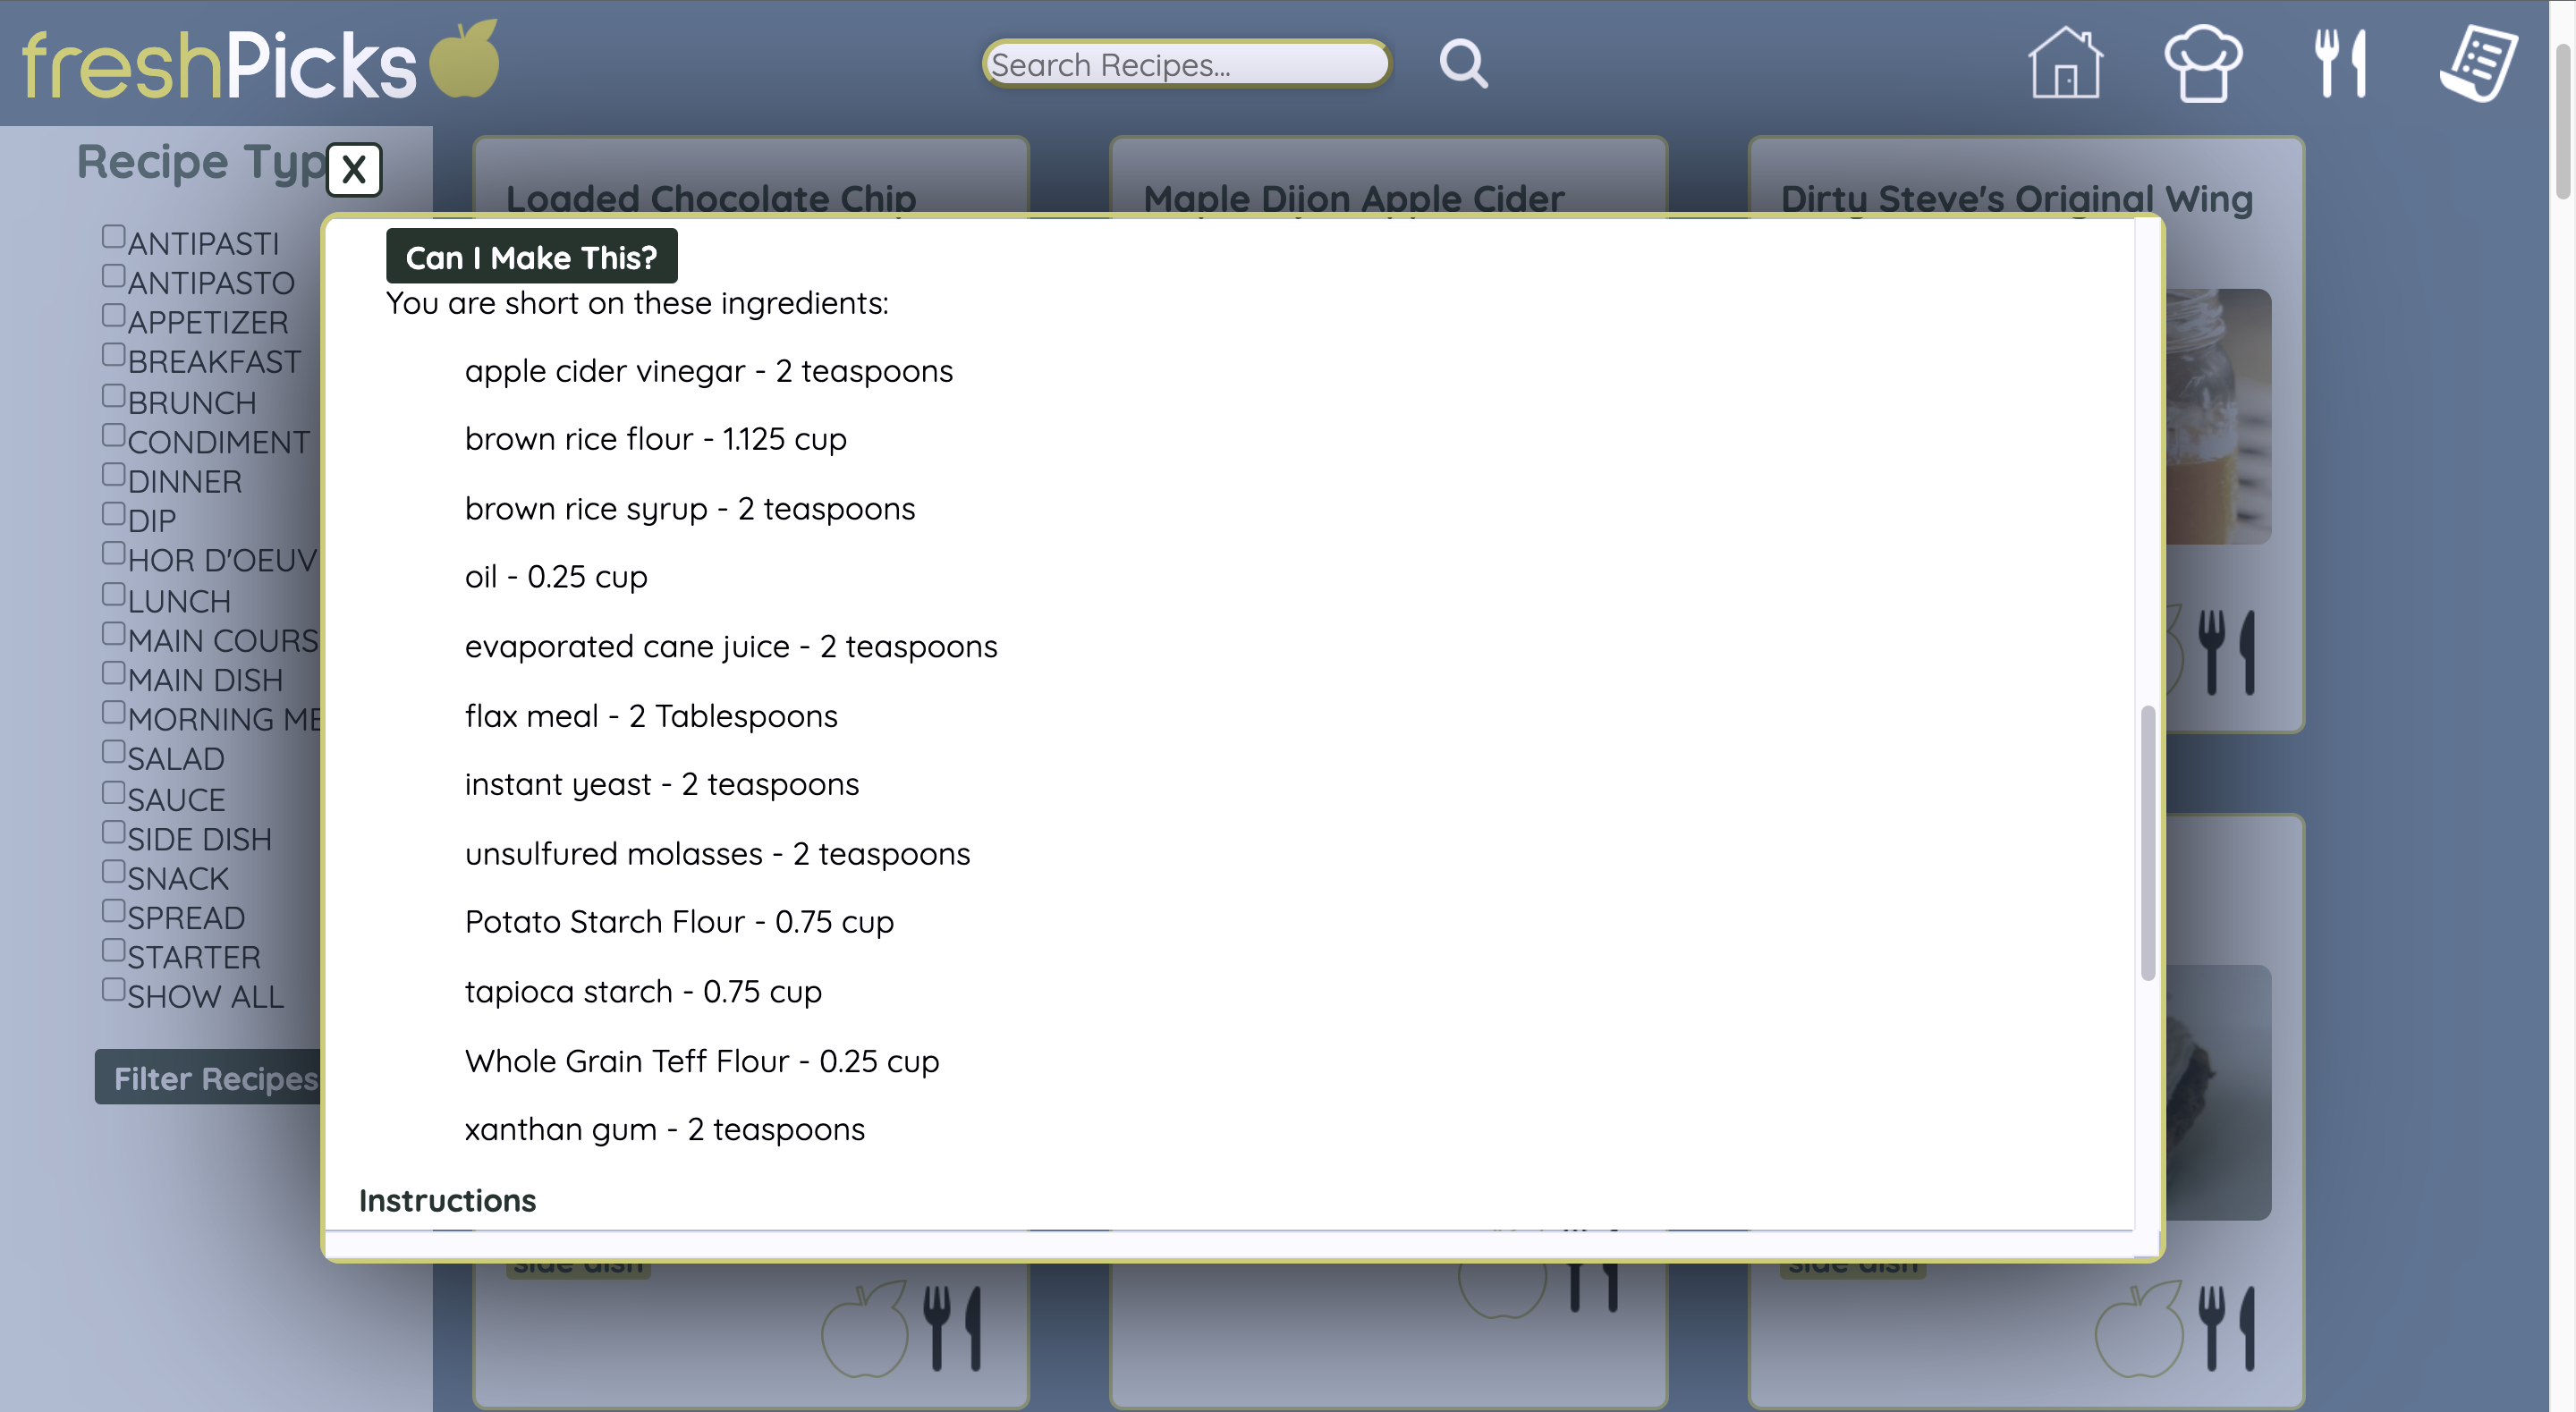 freshPicks
Search Recipes...
Recipe Typ
X
ANTIPASTI
ANTIPASTO
APPETIZER
BREAKFAST
BRUNCH
CONDIMENT
DINNER
DIP
HOR D'OEUV
LUNCH
MAIN COURS
MAIN DISH
MORNING ME
SALAD
SAUCE
SIDE DISH
SNACK
SPREAD
STARTER
SHOW ALL
Filter Recipes
Loaded Chocolate Chip
Maple Dijon Apple Cider
Dirty Steve's Original Wing
Can I Make This?
You are short on these ingredients:
apple cider vinegar - 2 teaspoons
brown rice flour - 1.125 cup
brown rice syrup - 2 teaspoons
oil - 0.25 cup
evaporated cane juice - 2 teaspoons
flax meal - 2 Tablespoons
instant yeast - 2 teaspoons
unsulfured molasses - 2 teaspoons
Potato Starch Flour - 0.75 cup
tapioca starch - 0.75 cup
Whole Grain Teff Flour - 0.25 cup
xanthan gum - 2 teaspoons
Instructions
side dish
side dish